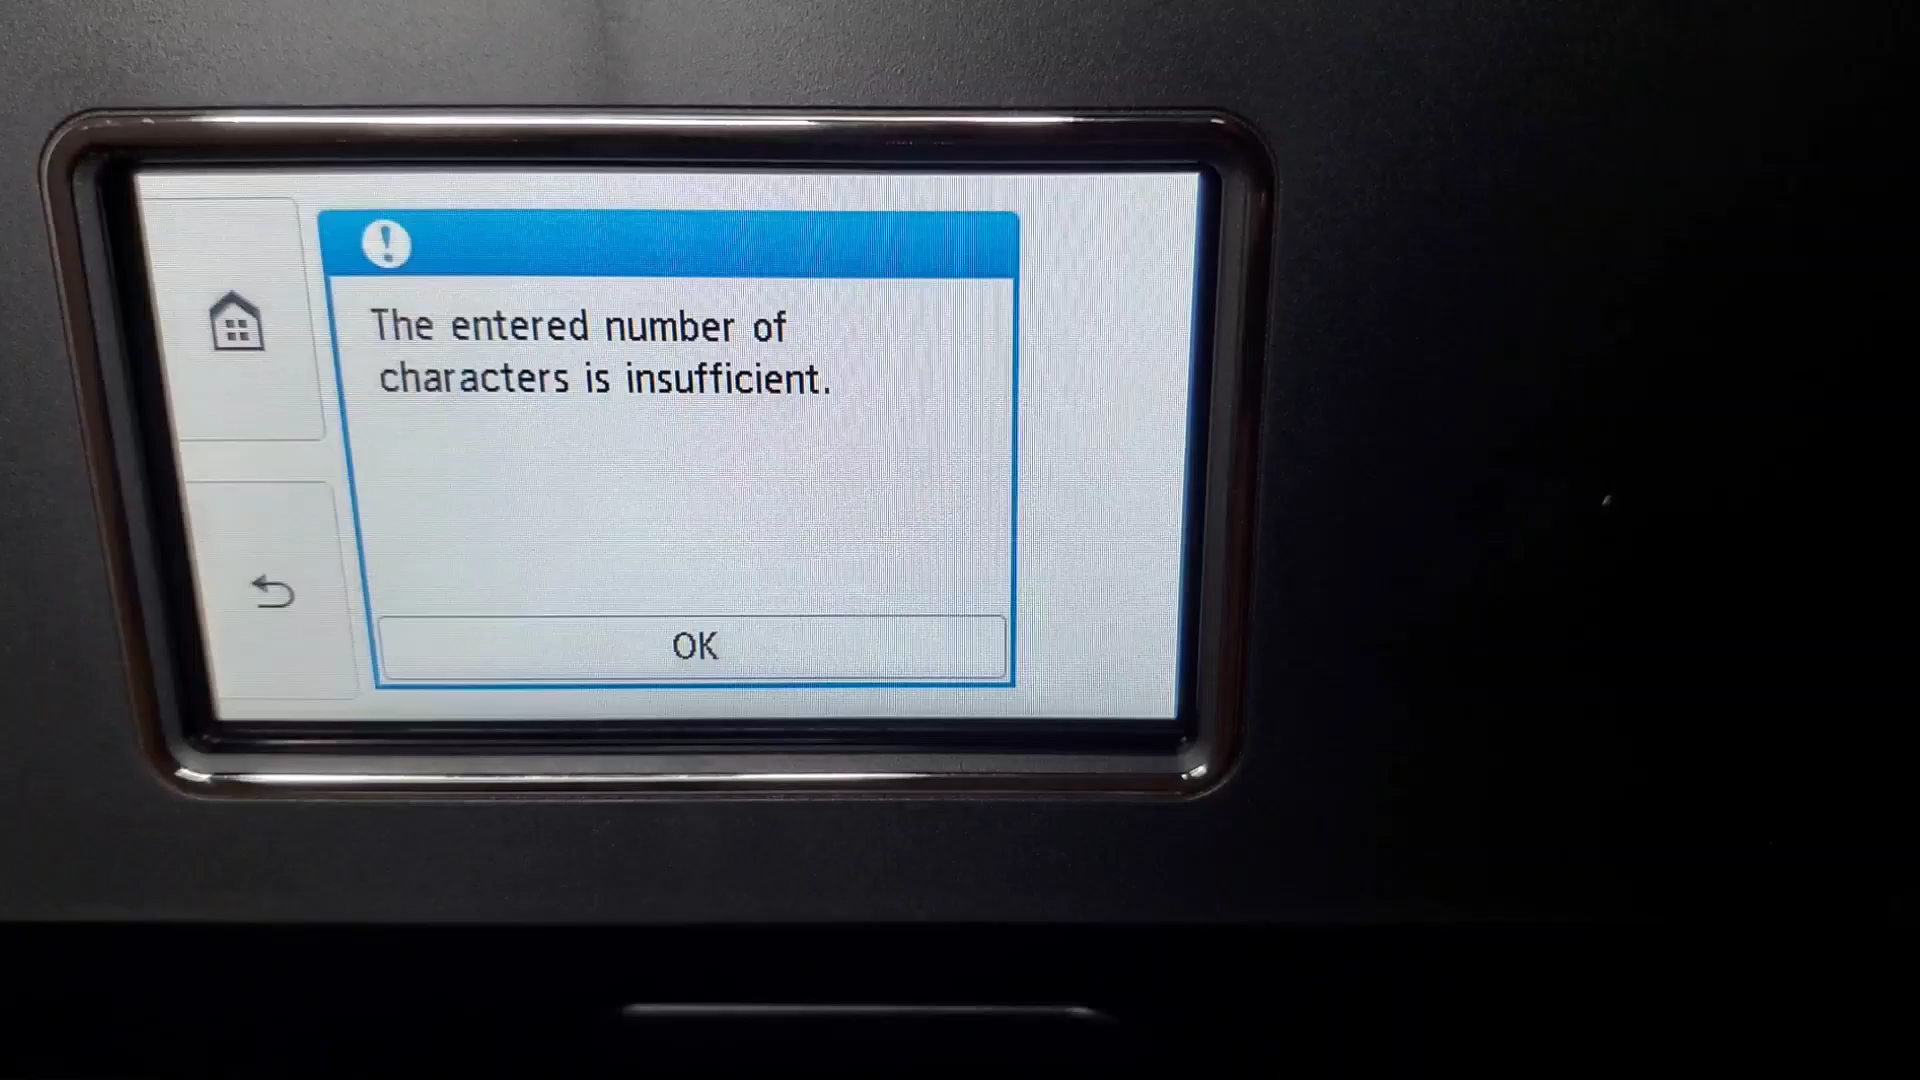 The entered number of
characters is insufficient.
OK